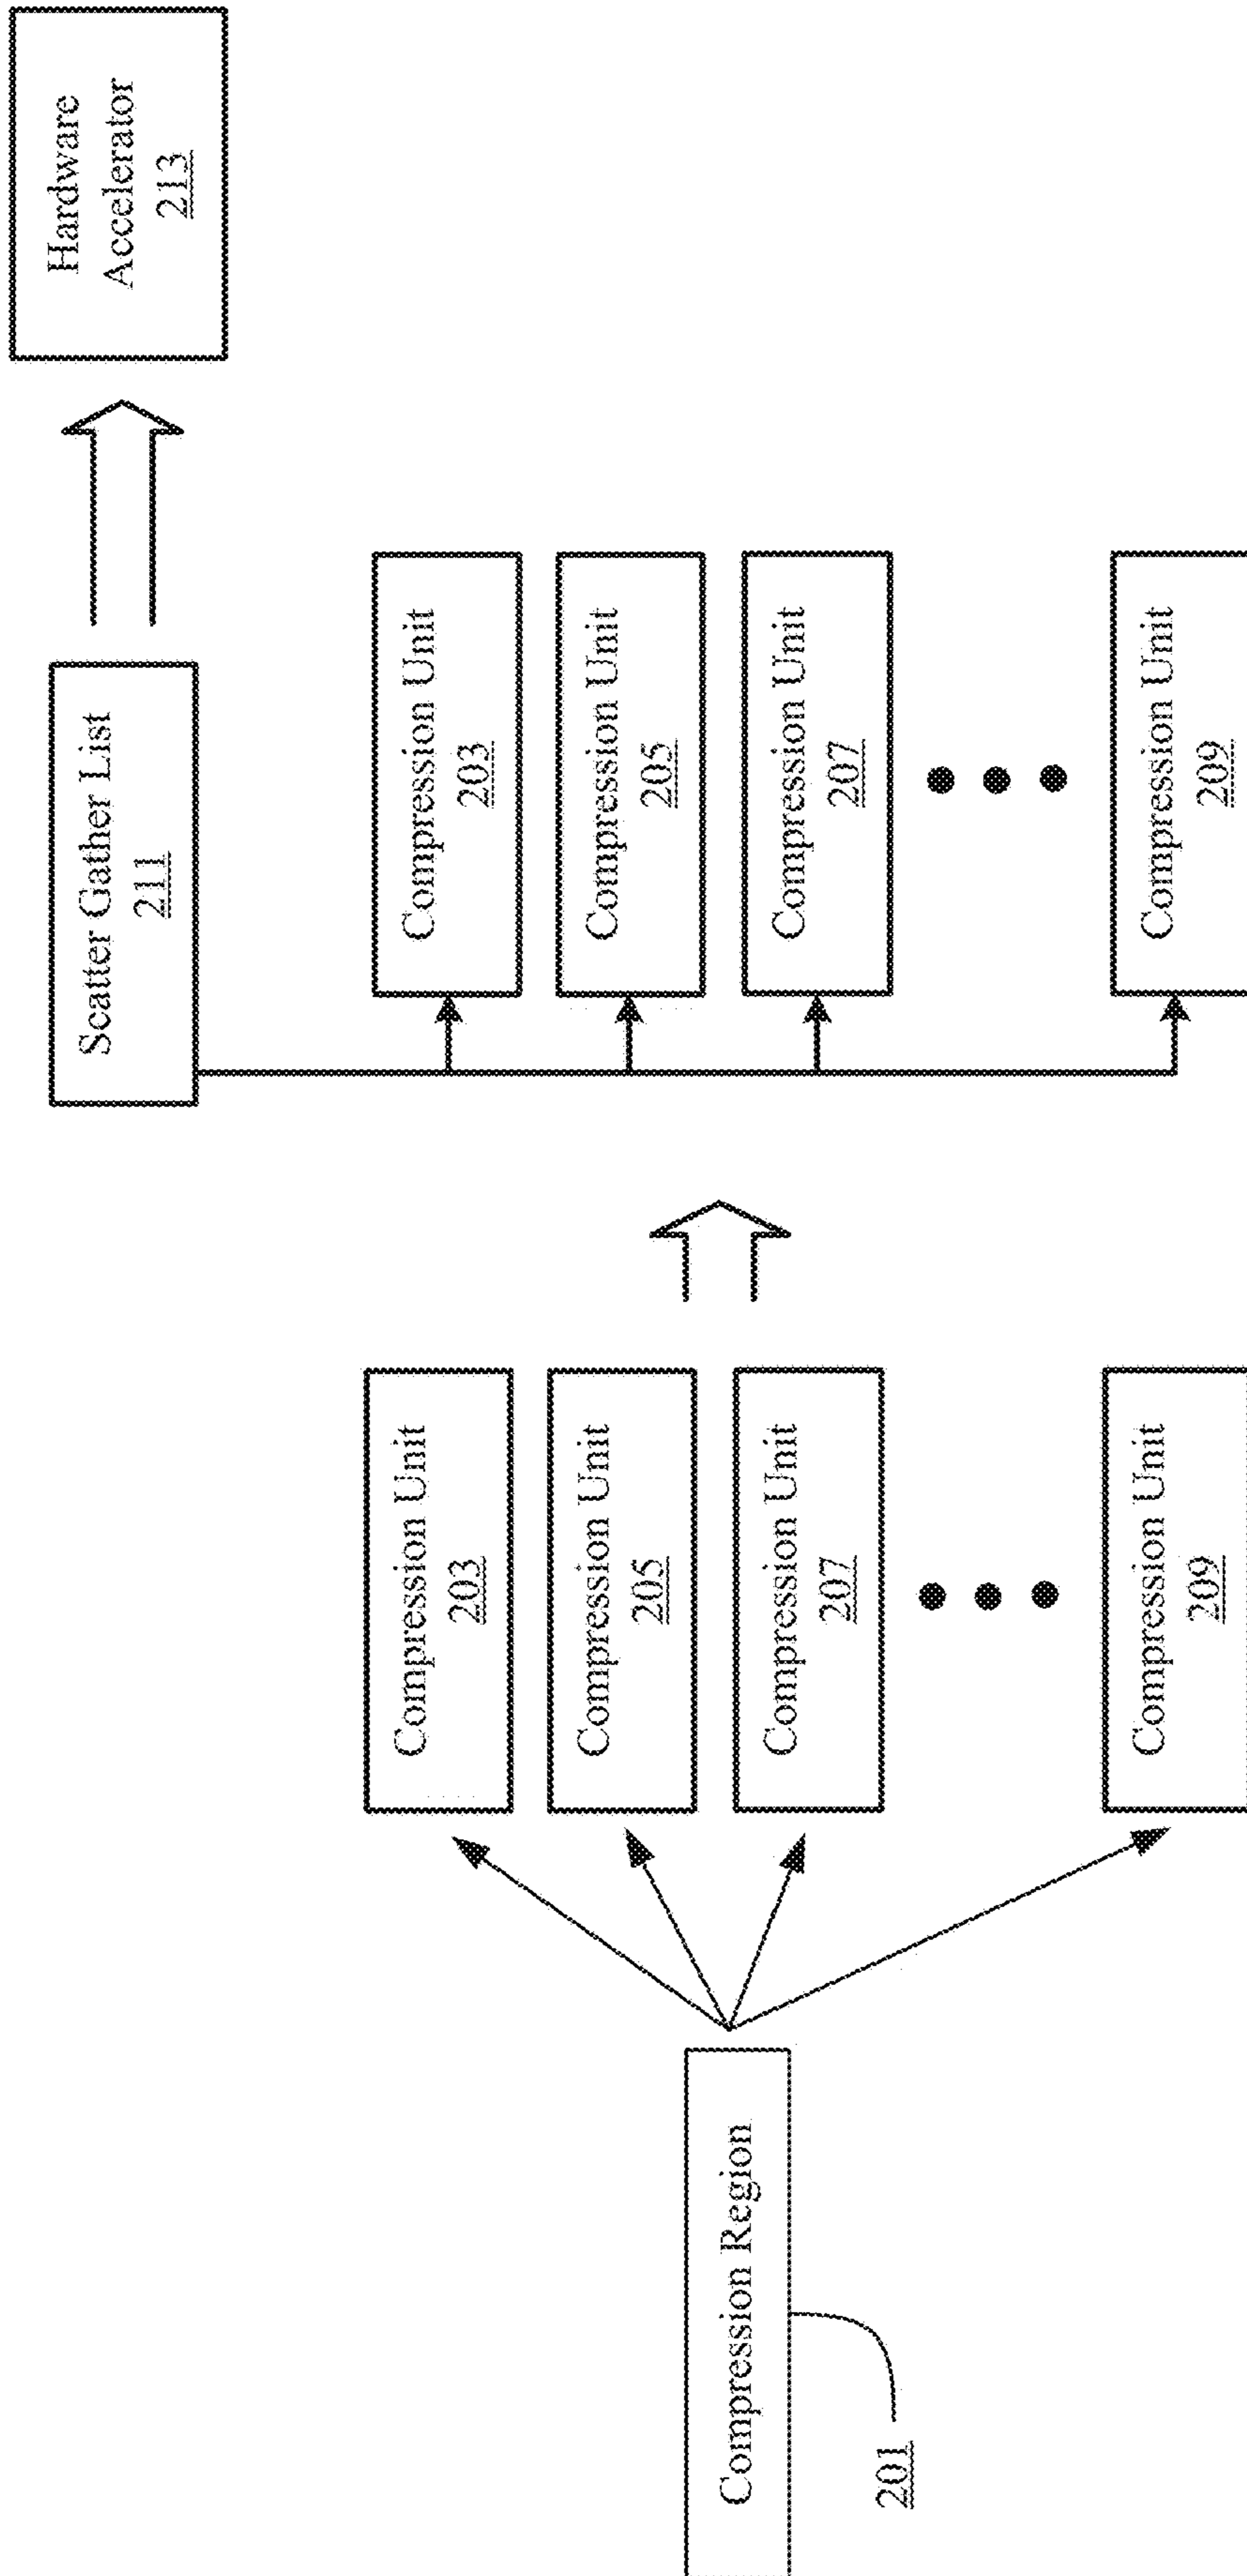 Compression Region
201
Compression Unit
203
Compression Unit
205
Compression Unit
207
Compression Unit
209
Scatter Gather List
211
Compression Unit
203
Compression Unit
205
Compression Unit
207
Compression Unit
209
Hardware
Accelerator
213